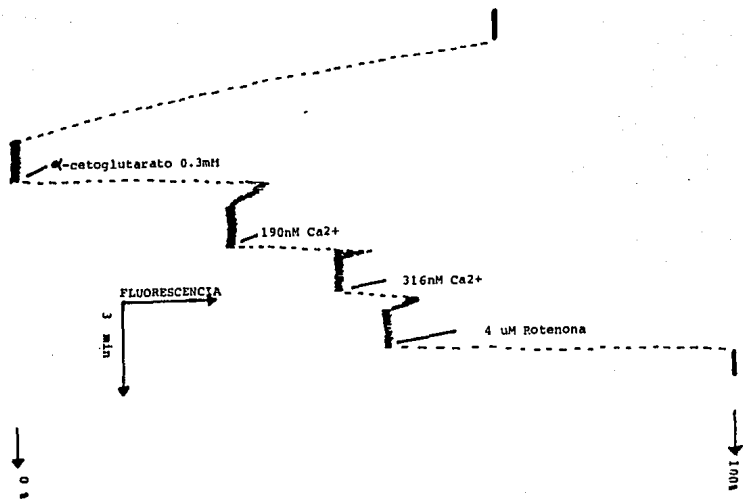 α-cetoglutarato 0.3mM
190nM Ca2+
316nM Ca2+
FLUORESCENCIA
3 min
4 uM Rotenona
0 %
100%